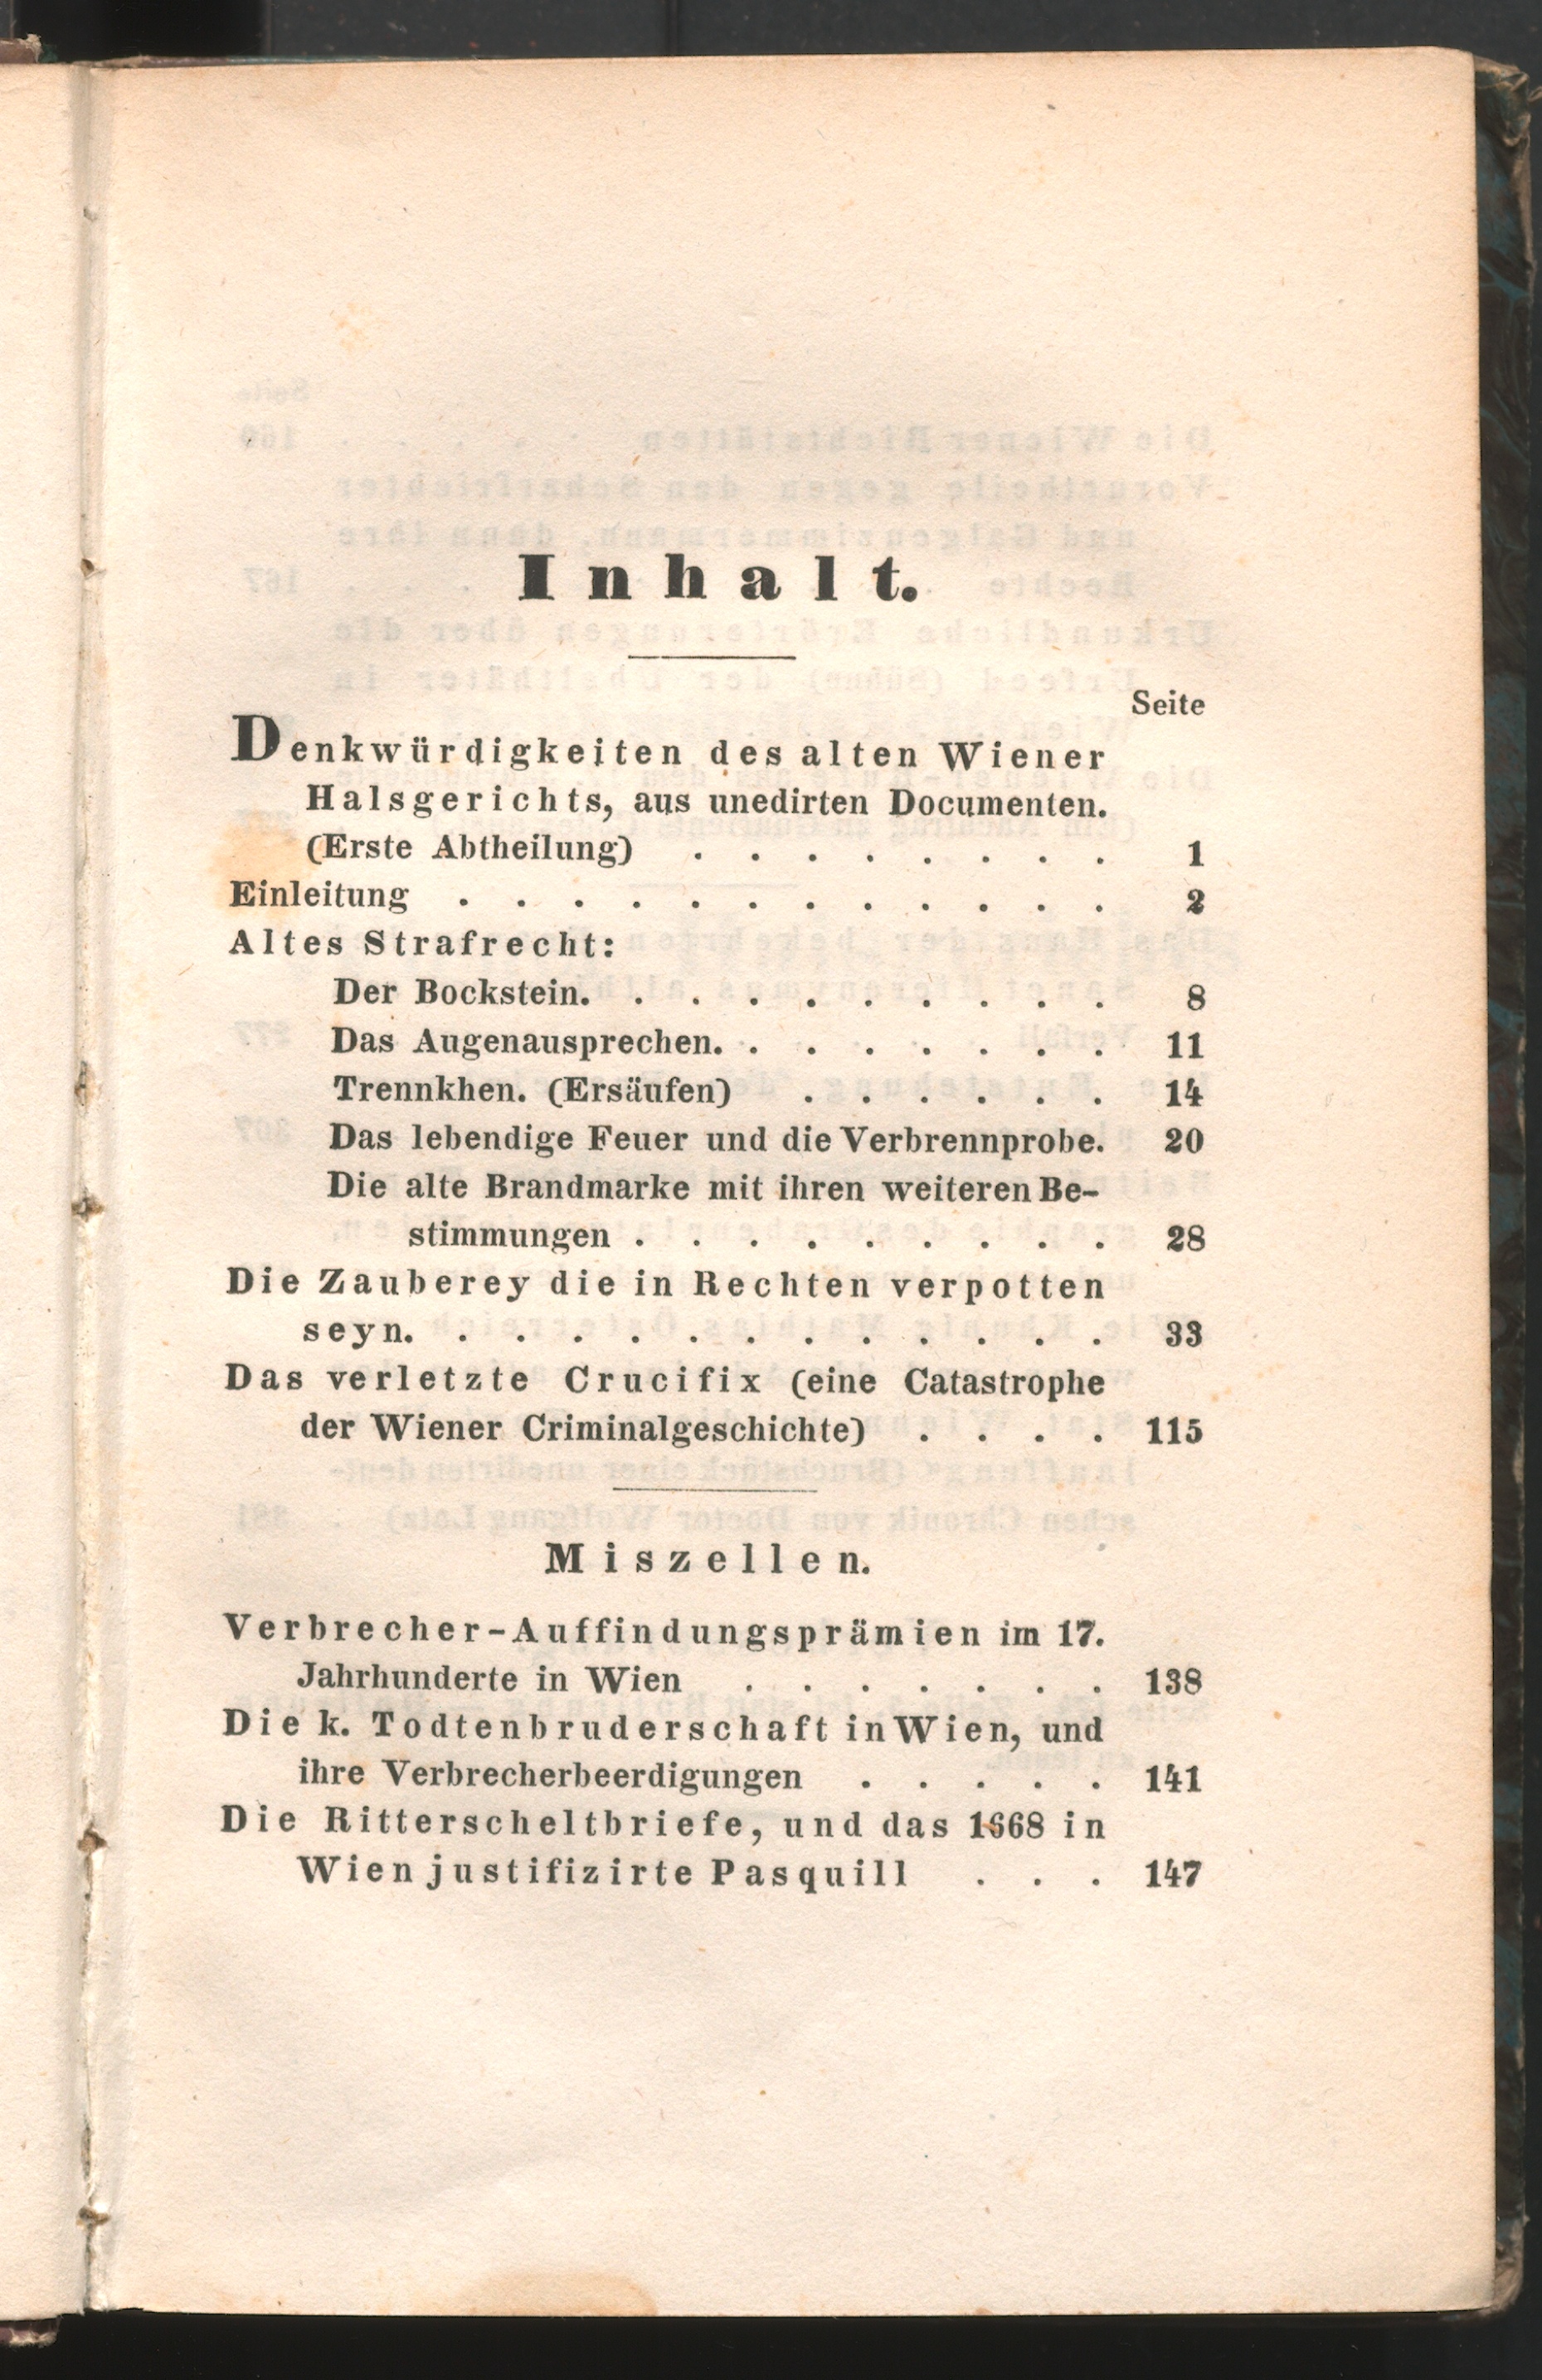 Inhalt.
Seite
Denkwürdigkeiten des alten Wiener
Halsgerichts, aus unedirten Documenten.
(Erste Abtheilung) . . . . . . . . 1
Einleitung . . . . . . . . . . . . 2
Altes Strafrecht:
Der Bockstein. . . . . . . . . . 8
Das Augenausprechen. . . . . . . . 11
Trennkhen. (Ersäufen) . . . . . . 14
Das lebendige Feuer und die Verbrennprobe. 20
Die alte Brandmarke mit ihren weiteren Be-
stimmungen . . . . . . . . . 28
Die Zauberey die in Rechten verpotten
seyn. . . . . . . . . . . . . 33
Das verletzte Crucifix (eine Catastrophe
der Wiener Criminalgeschichte) . . . . 115
Miszellen.
Verbrecher-Auffindungsprämien im 17.
Jahrhunderte in Wien . . . . . . . 138
Die k. Todtenbruderschaft in Wien, und
ihre Verbrecherbeerdigungen . . . . . 141
Die Ritterscheltbriefe, und das 1668 in
Wien justifizirte Pasquill . . . 147